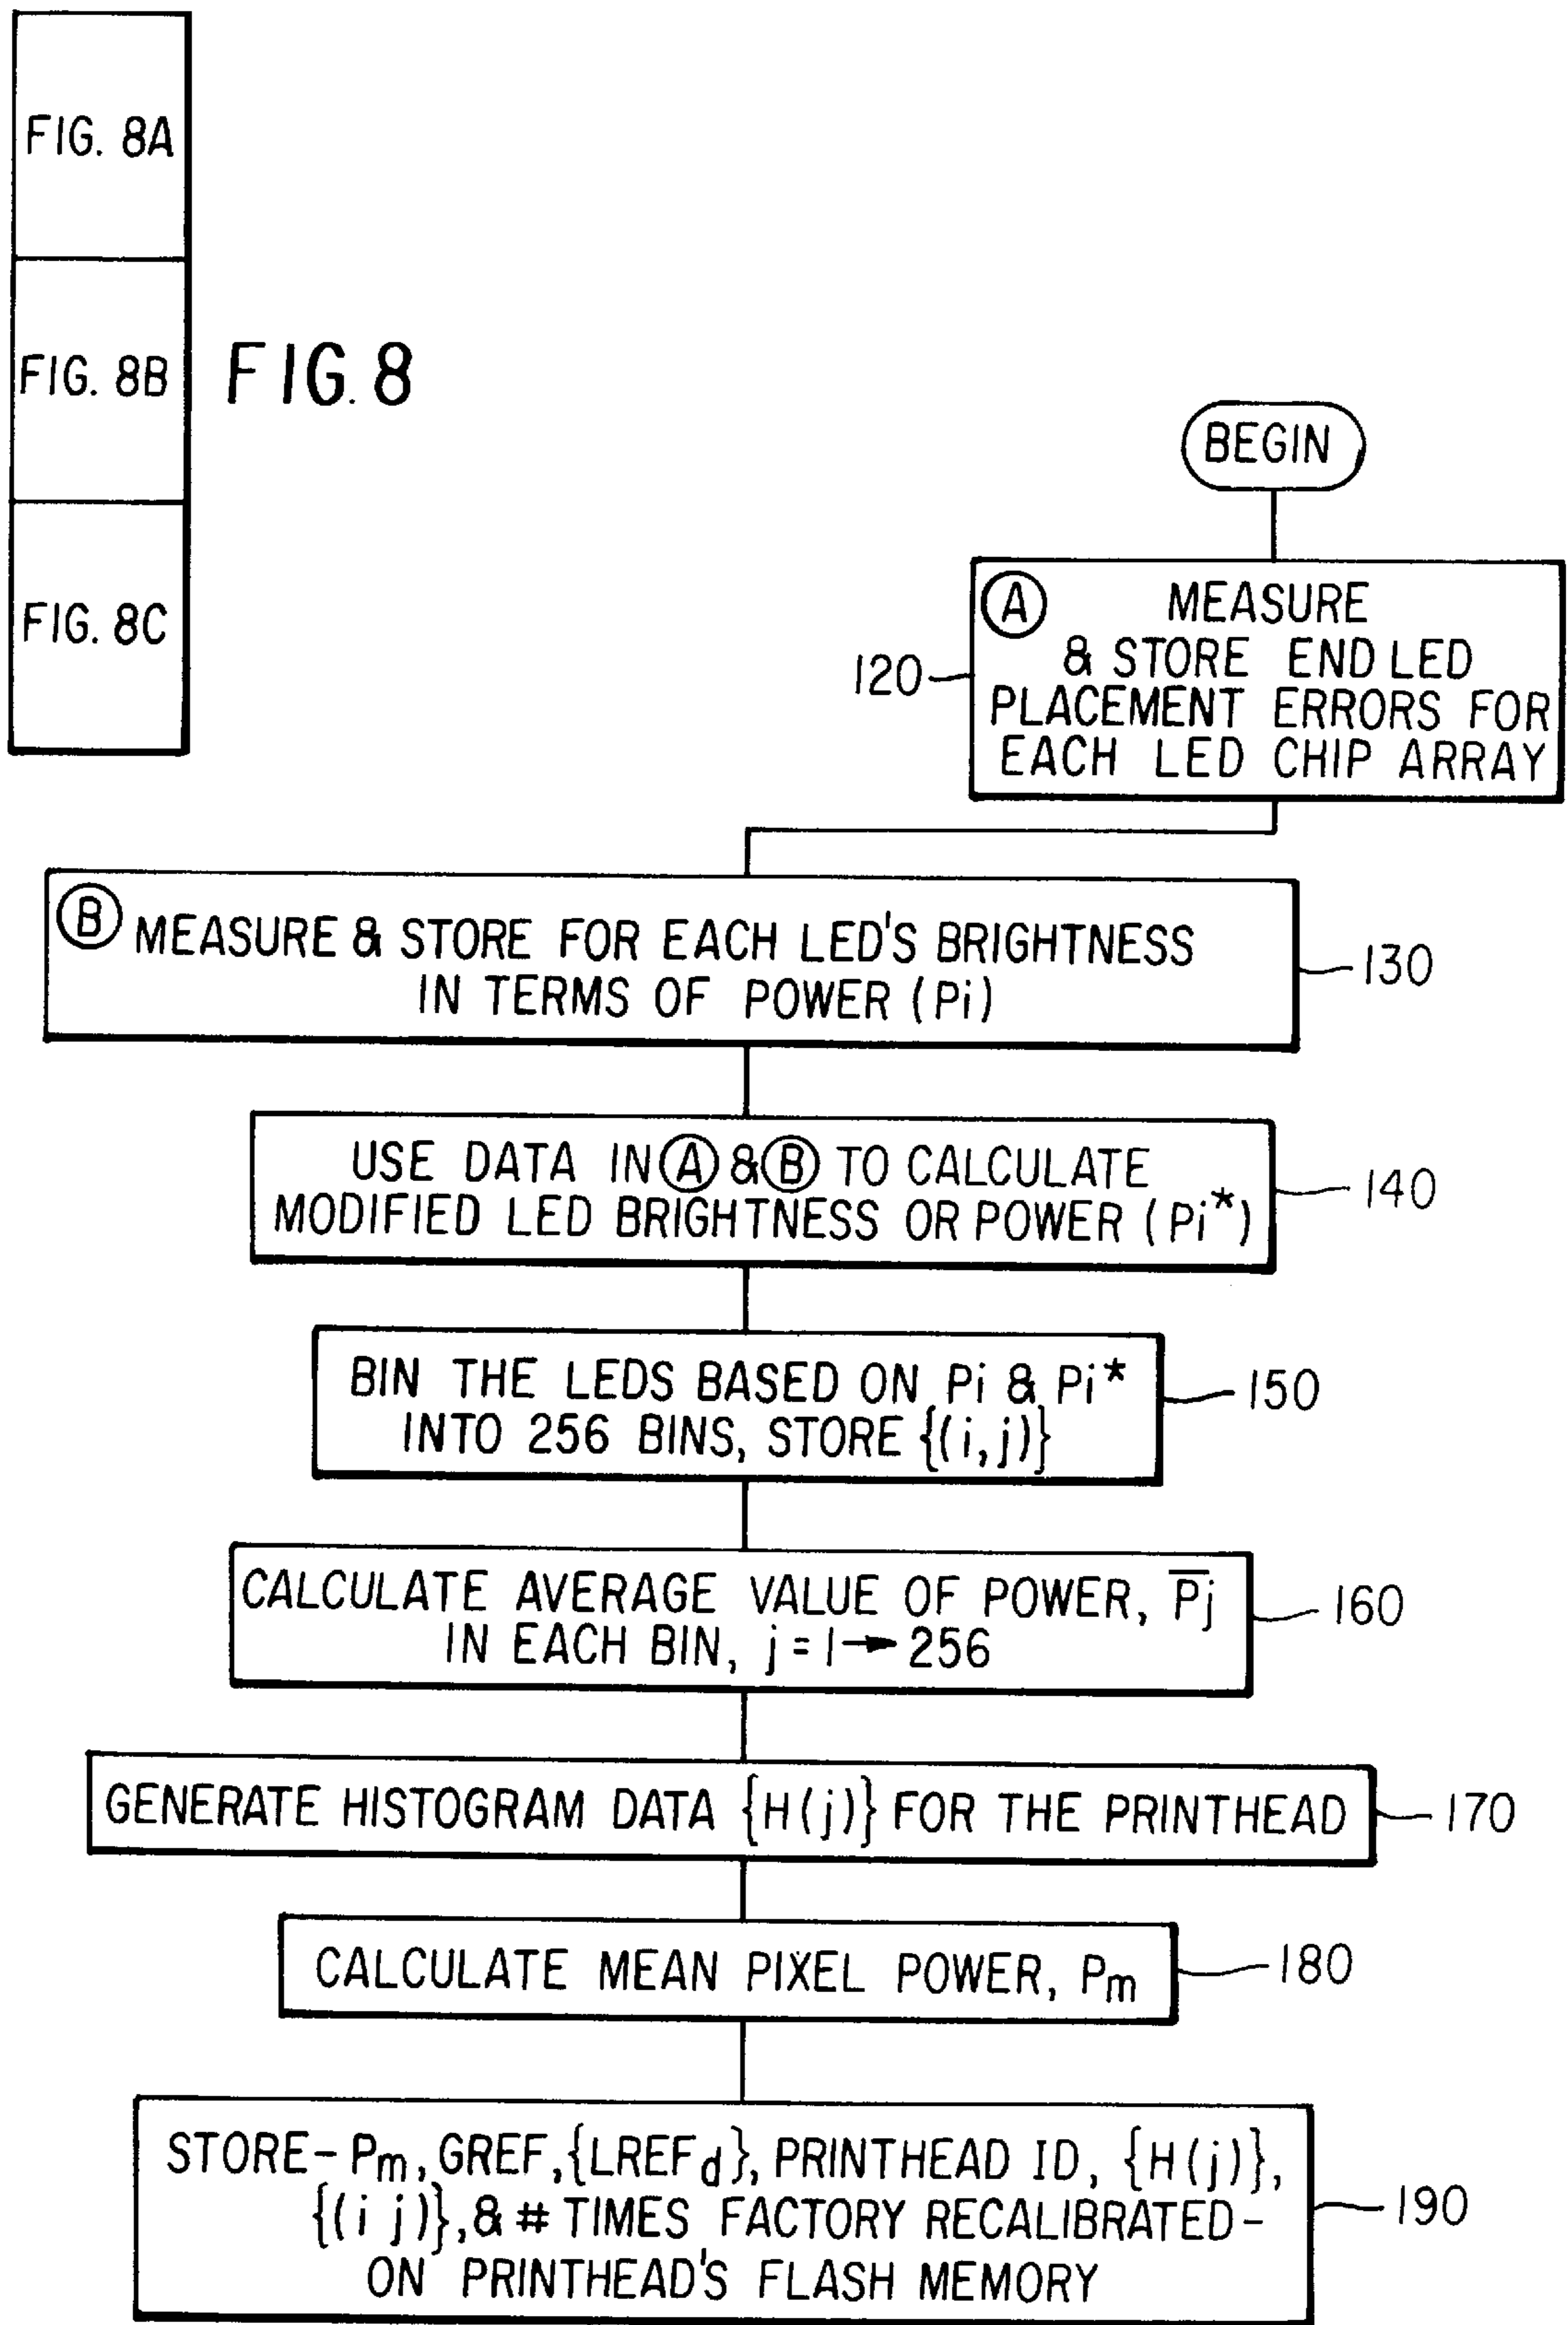 FIG. 8A
FIG. 8B
FIG. 8C
FIG. 8
BEGIN
Ⓐ MEASURE
& STORE END LED
PLACEMENT ERRORS FOR
EACH LED CHIP ARRAY
120
Ⓑ MEASURE & STORE FOR EACH LED'S BRIGHTNESS
IN TERMS OF POWER (Pi)
130
USE DATA IN Ⓐ & Ⓑ TO CALCULATE
MODIFIED LED BRIGHTNESS OR POWER (Pi*)
140
BIN THE LEDS BASED ON Pi & Pi*
INTO 256 BINS, STORE {(i,j)}
150
CALCULATE AVERAGE VALUE OF POWER, P̅j
IN EACH BIN, j = 1 → 256
160
GENERATE HISTOGRAM DATA {H(j)} FOR THE PRINTHEAD
170
CALCULATE MEAN PIXEL POWER, Pm
180
STORE - Pm, GREF, {LREFd}, PRINTHEAD ID, {H(j)},
{(i j)}, & # TIMES FACTORY RECALIBRATED -
ON PRINTHEAD'S FLASH MEMORY
190